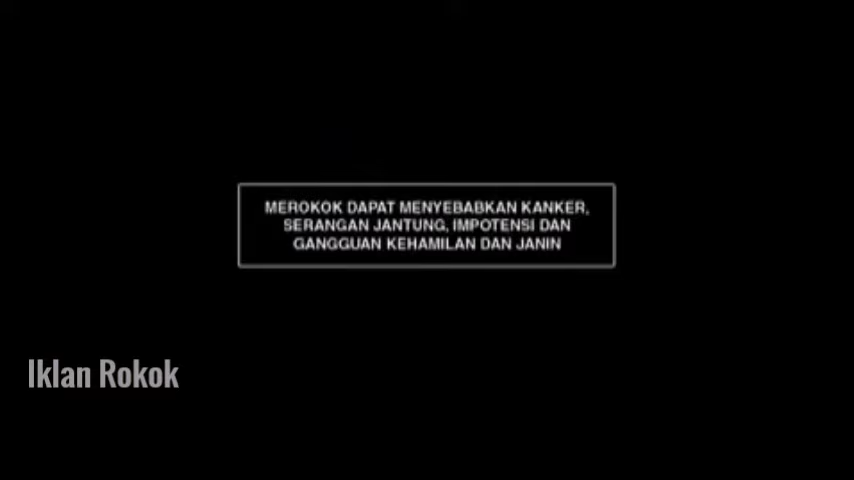 MEROKOK DAPAT MENYEBABKAN KANKER,
SERANGAN JANTUNG, IMPOTENSI DAN
GANGGUAN KEHAMILAN DAN JANIN
Iklan Rokok